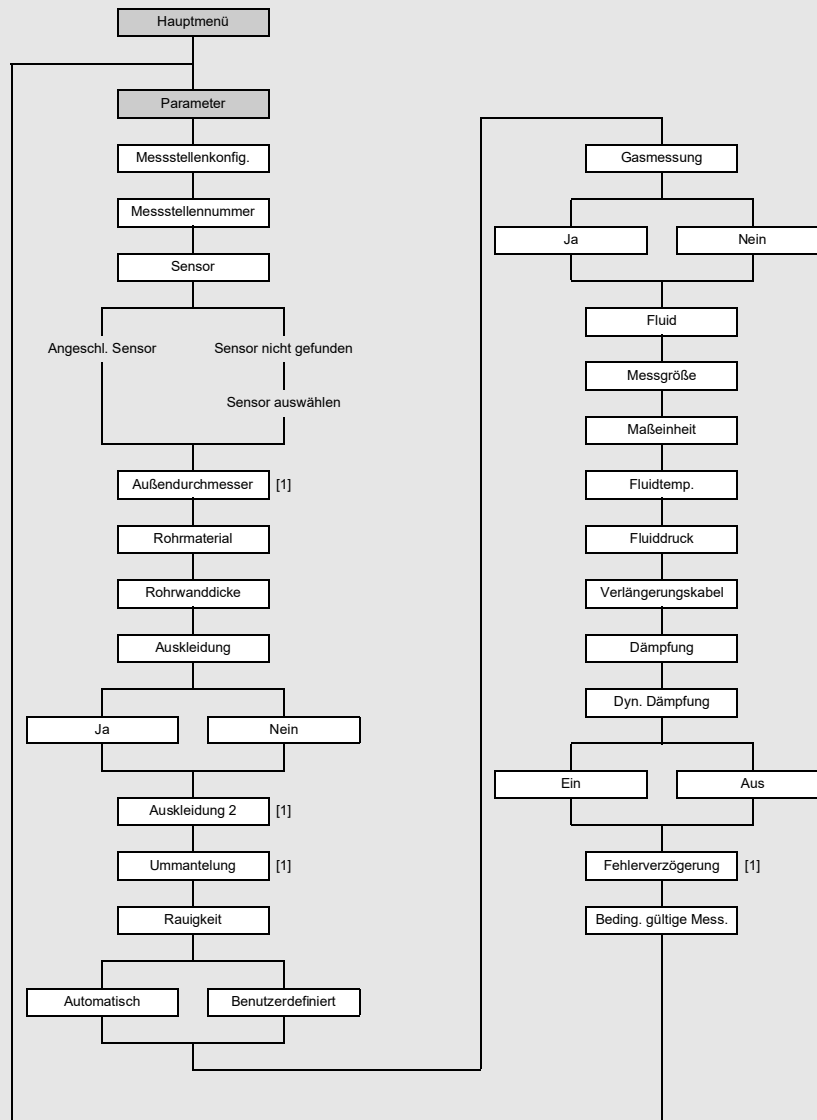 Hauptmenü
Parameter
Messstellenkonfig.
Messstellennummer
Sensor
Angeschl. Sensor
Sensor nicht gefunden
Sensor auswählen
Außendurchmesser [1]
Rohrmaterial
Rohrwanddicke
Auskleidung
Ja
Nein
Auskleidung 2 [1]
Ummantelung [1]
Rauigkeit
Automatisch
Benutzerdefiniert
Gasmessung
Ja
Nein
Fluid
Messgröße
Maßeinheit
Fluidtemp.
Fluiddruck
Verlängerungskabel
Dämpfung
Dyn. Dämpfung
Ein
Aus
Fehlerverzögerung [1]
Beding. gültige Mess.